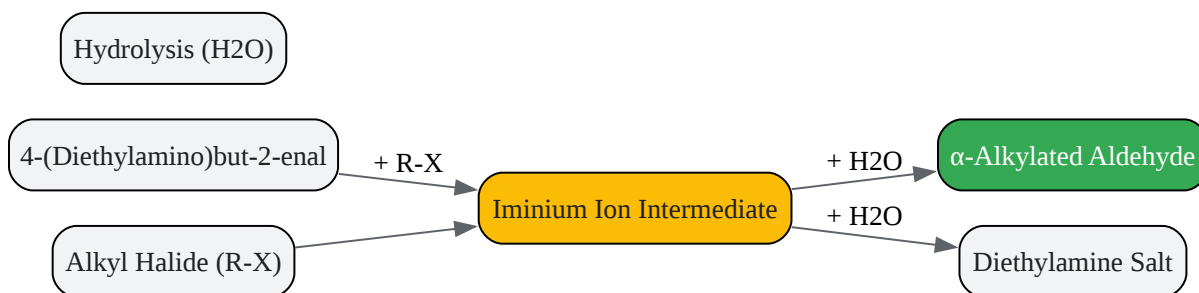 Hydrolysis (H2O)
4-(Diethylamino)but-2-enal
+ R-X
Alkyl Halide (R-X)
Iminium Ion Intermediate
+ H2O
α-Alkylated Aldehyde
+ H2O
Diethylamine Salt